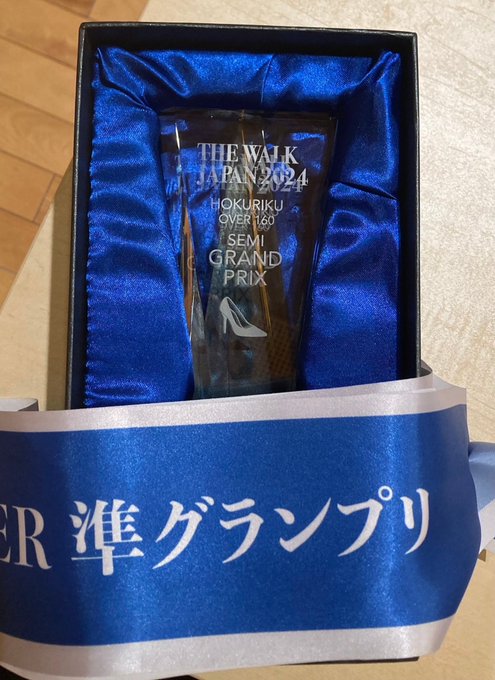 THE WALK
JAPAN 2024
HOKURIKU
OVER 160
SEMI
GRAND
PRIX
ER 準グランプリ